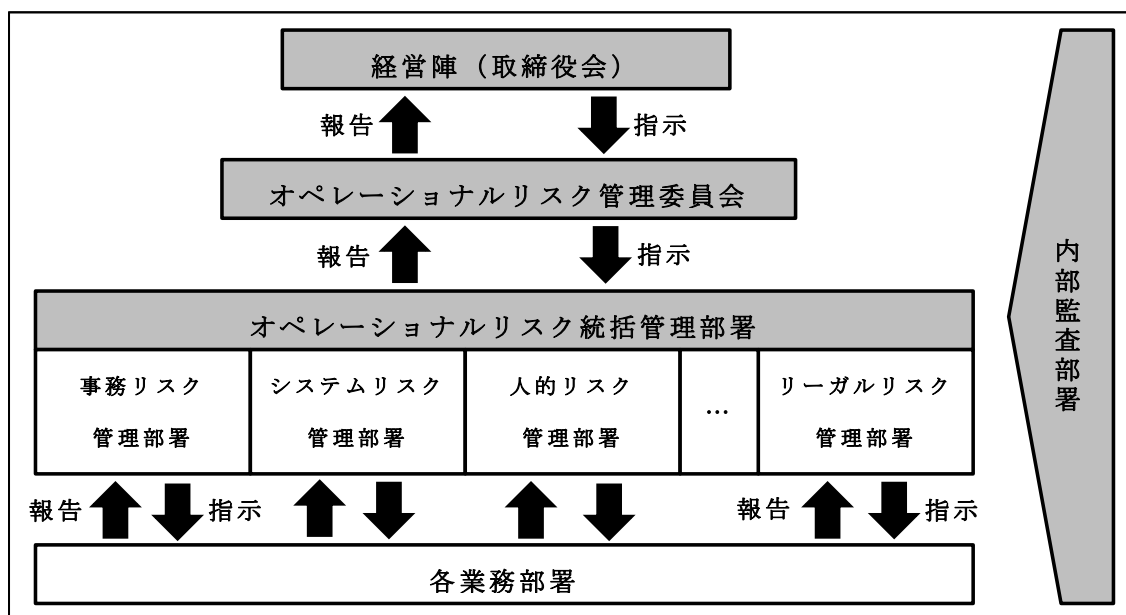 経営陣（取締役会）
報告
指示
オペレーショナルリスク管理委員会
報告
指示
オペレーショナルリスク統括管理部署
事務リスク
管理部署
システムリスク
管理部署
人的リスク
管理部署
…
リーガルリスク
管理部署
報告
指示
報告
指示
各業務部署
内部監査部署